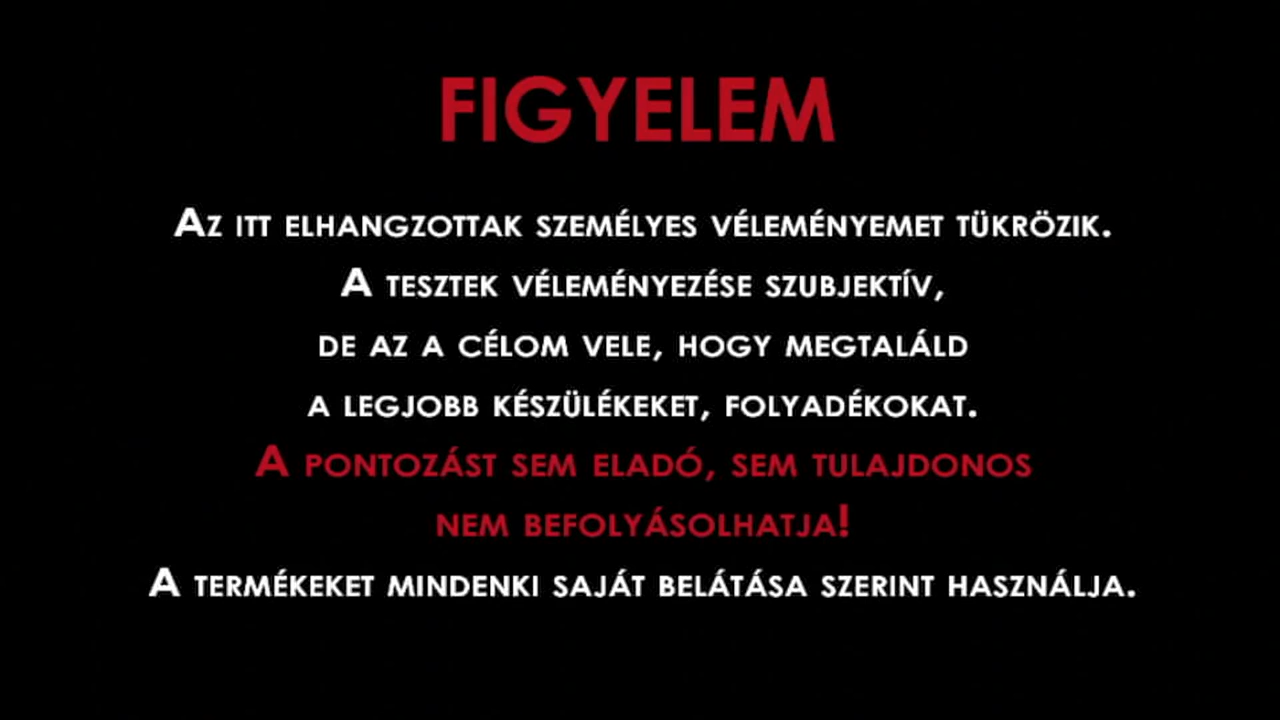 FIGYELEM
Az itt elhangzottak személyes véleményemet tükrözik.
A tesztek véleményezése szubjektív,
de az a célom vele, hogy megtaláld
a legjobb készülékeket, folyadékokat.
A pontozást sem eladó, sem tulajdonos
nem befolyásolhatja!
A termékeket mindenki saját belátása szerint használja.